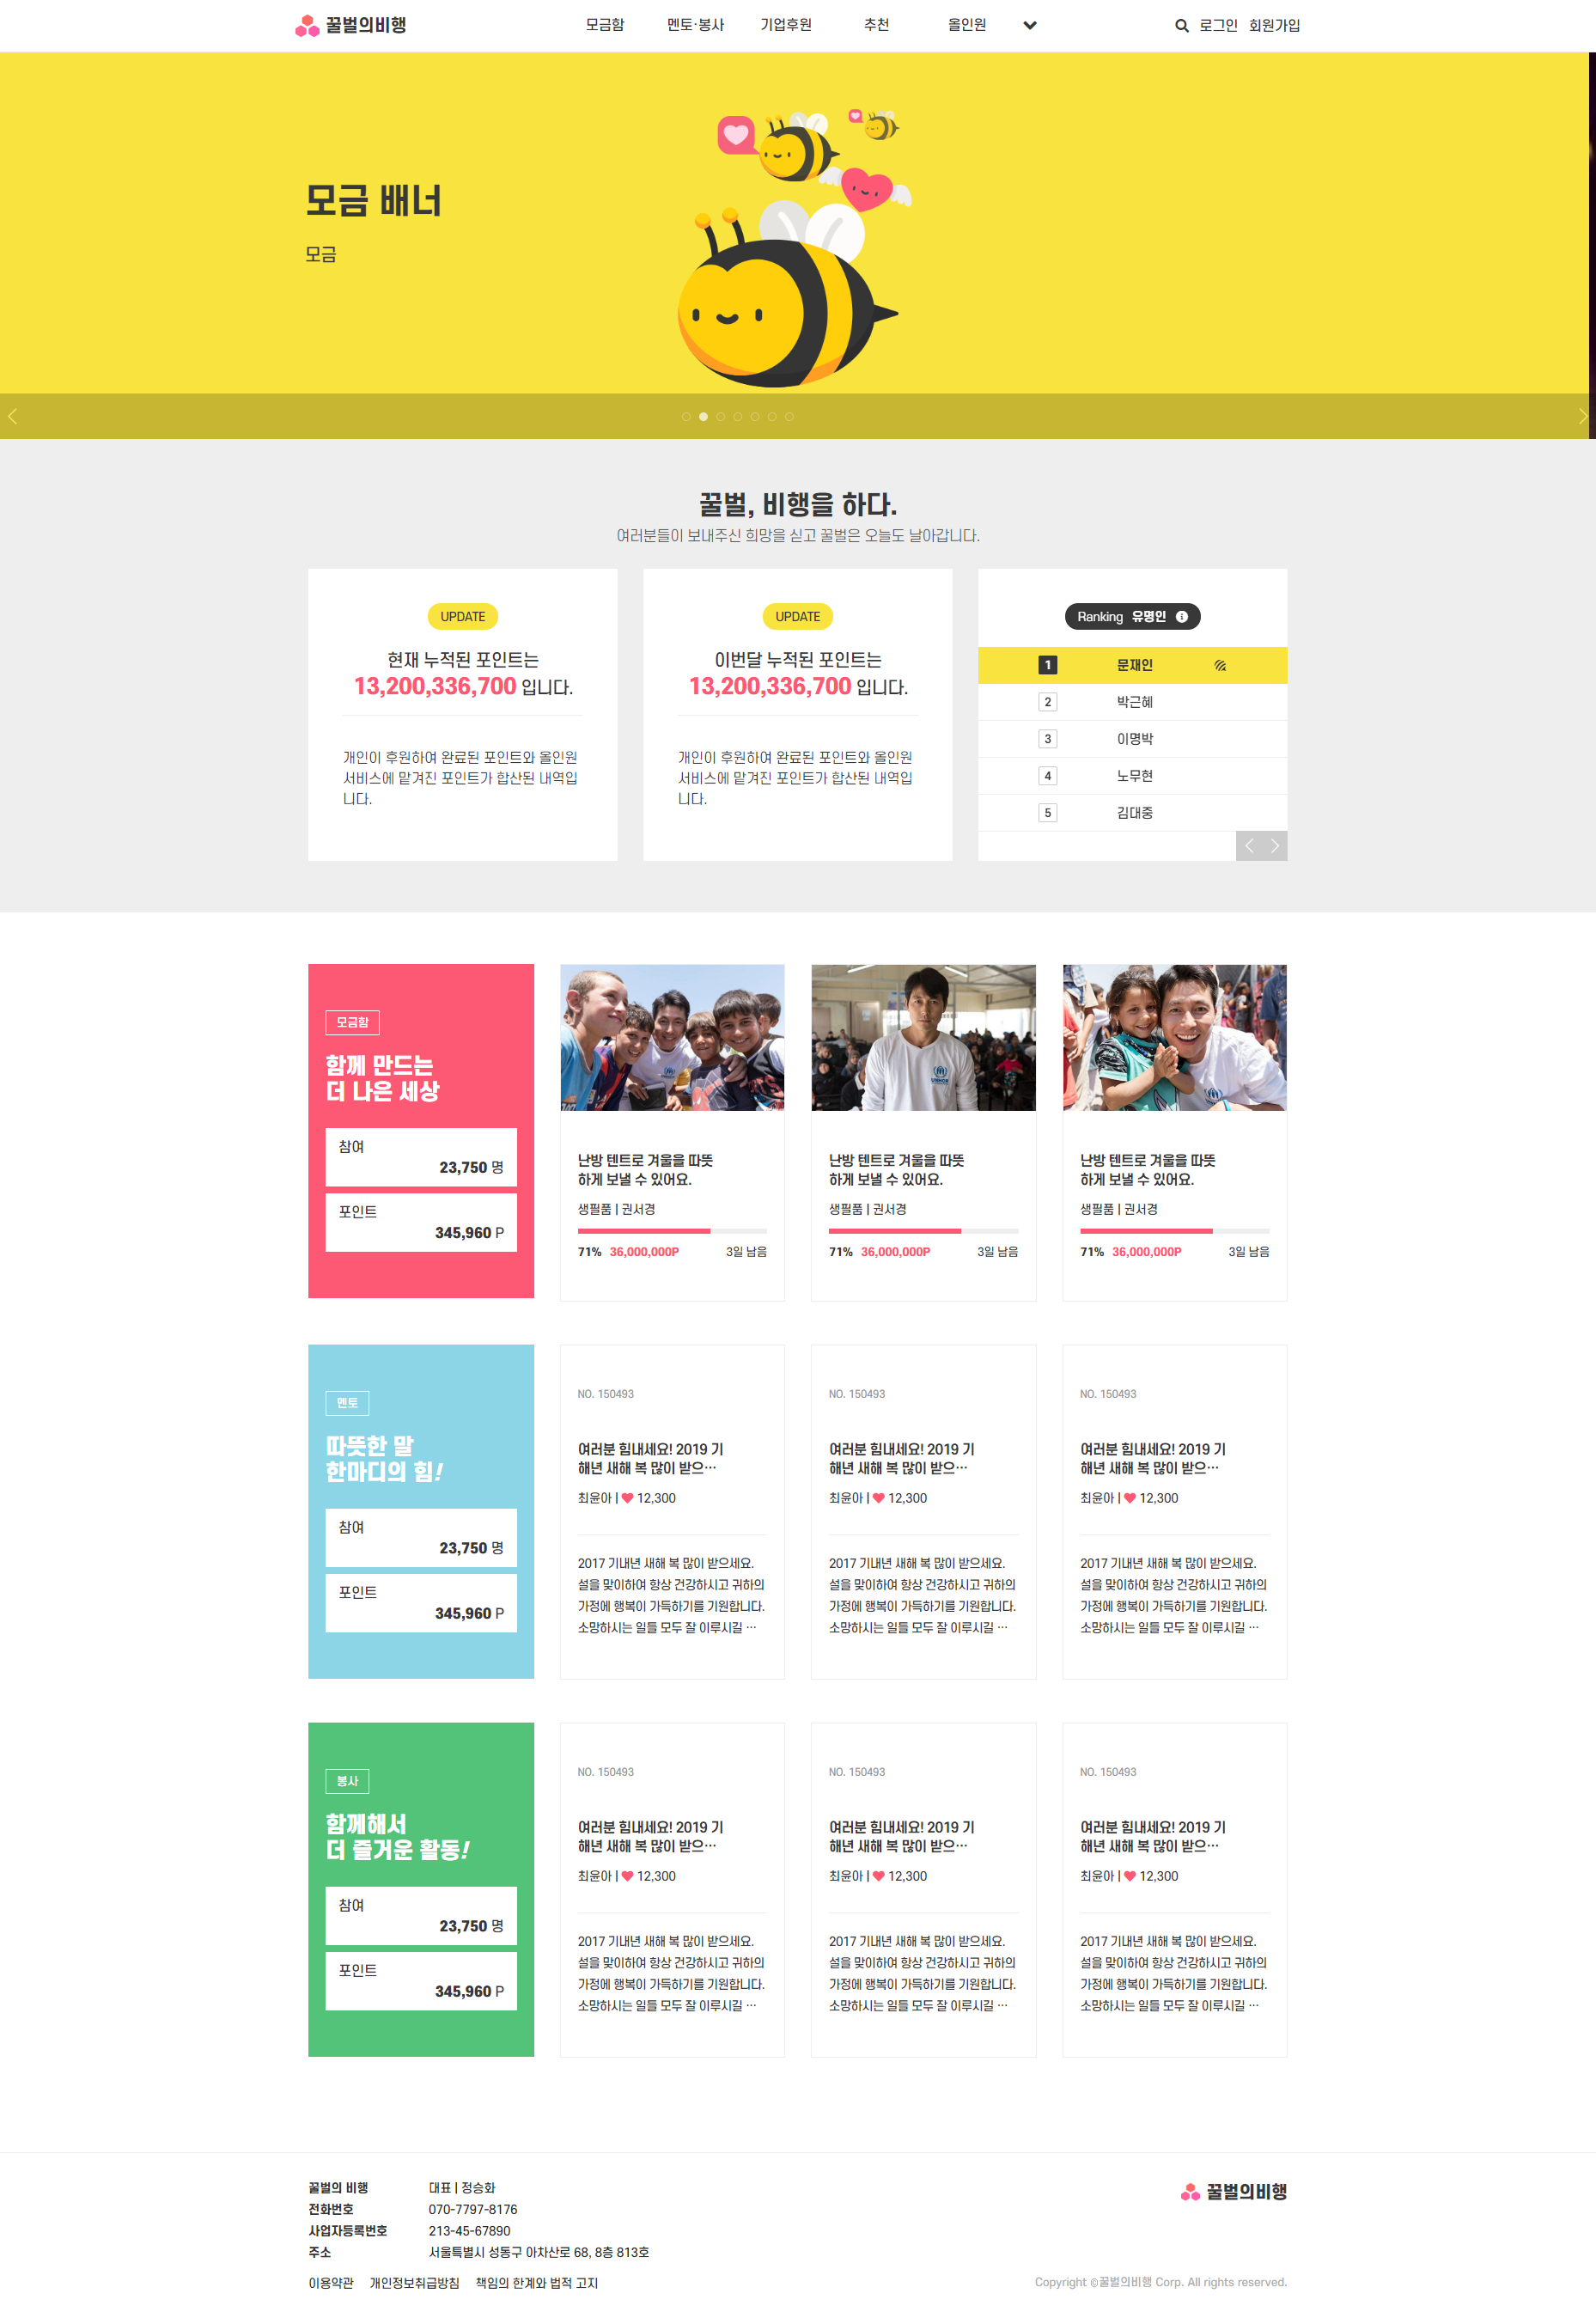 꿀벌의비행
모금함 멘토·봉사 기업후원 추천 올인원
로그인 회원가입
모금 배너
모금
꿀벌, 비행을 하다.
여러분들이 보내주신 희망을 싣고 꿀벌은 오늘도 날아갑니다.
UPDATE
현재 누적된 포인트는
13,200,336,700 입니다.
개인이 후원하여 완료된 포인트와 올인원
서비스에 맡겨진 포인트가 합산된 내역입
니다.
UPDATE
이번달 누적된 포인트는
13,200,336,700 입니다.
개인이 후원하여 완료된 포인트와 올인원
서비스에 맡겨진 포인트가 합산된 내역입
니다.
Ranking 유명인
1 문재인
2 박근혜
3 이명박
4 노무현
5 김대중
모금함
함께 만드는
더 나은 세상
참여
23,750 명
포인트
345,960 P
난방 텐트로 겨울을 따뜻
하게 보낼 수 있어요.
생필품 | 권서경
71% 36,000,000P 3일 남음
난방 텐트로 겨울을 따뜻
하게 보낼 수 있어요.
생필품 | 권서경
71% 36,000,000P 3일 남음
난방 텐트로 겨울을 따뜻
하게 보낼 수 있어요.
생필품 | 권서경
71% 36,000,000P 3일 남음
멘토
따뜻한 말
한마디의 힘!
참여
23,750 명
포인트
345,960 P
NO. 150493
여러분 힘내세요! 2019 기
해년 새해 복 많이 받으…
최윤아 | 12,300
2017 기내년 새해 복 많이 받으세요.
설을 맞이하여 항상 건강하시고 귀하의
가정에 행복이 가득하기를 기원합니다.
소망하시는 일들 모두 잘 이루시길 …
NO. 150493
여러분 힘내세요! 2019 기
해년 새해 복 많이 받으…
최윤아 | 12,300
2017 기내년 새해 복 많이 받으세요.
설을 맞이하여 항상 건강하시고 귀하의
가정에 행복이 가득하기를 기원합니다.
소망하시는 일들 모두 잘 이루시길 …
NO. 150493
여러분 힘내세요! 2019 기
해년 새해 복 많이 받으…
최윤아 | 12,300
2017 기내년 새해 복 많이 받으세요.
설을 맞이하여 항상 건강하시고 귀하의
가정에 행복이 가득하기를 기원합니다.
소망하시는 일들 모두 잘 이루시길 …
봉사
함께해서
더 즐거운 활동!
참여
23,750 명
포인트
345,960 P
NO. 150493
여러분 힘내세요! 2019 기
해년 새해 복 많이 받으…
최윤아 | 12,300
2017 기내년 새해 복 많이 받으세요.
설을 맞이하여 항상 건강하시고 귀하의
가정에 행복이 가득하기를 기원합니다.
소망하시는 일들 모두 잘 이루시길 …
NO. 150493
여러분 힘내세요! 2019 기
해년 새해 복 많이 받으…
최윤아 | 12,300
2017 기내년 새해 복 많이 받으세요.
설을 맞이하여 항상 건강하시고 귀하의
가정에 행복이 가득하기를 기원합니다.
소망하시는 일들 모두 잘 이루시길 …
NO. 150493
여러분 힘내세요! 2019 기
해년 새해 복 많이 받으…
최윤아 | 12,300
2017 기내년 새해 복 많이 받으세요.
설을 맞이하여 항상 건강하시고 귀하의
가정에 행복이 가득하기를 기원합니다.
소망하시는 일들 모두 잘 이루시길 …
꿀벌의 비행 대표 | 정승화
전화번호 070-7797-8176
사업자등록번호 213-45-67890
주소 서울특별시 성동구 아차산로 68, 8층 813호
이용약관 개인정보취급방침 책임의 한계와 법적 고지
꿀벌의비행
Copyright ©꿀벌의비행 Corp. All rights reserved.